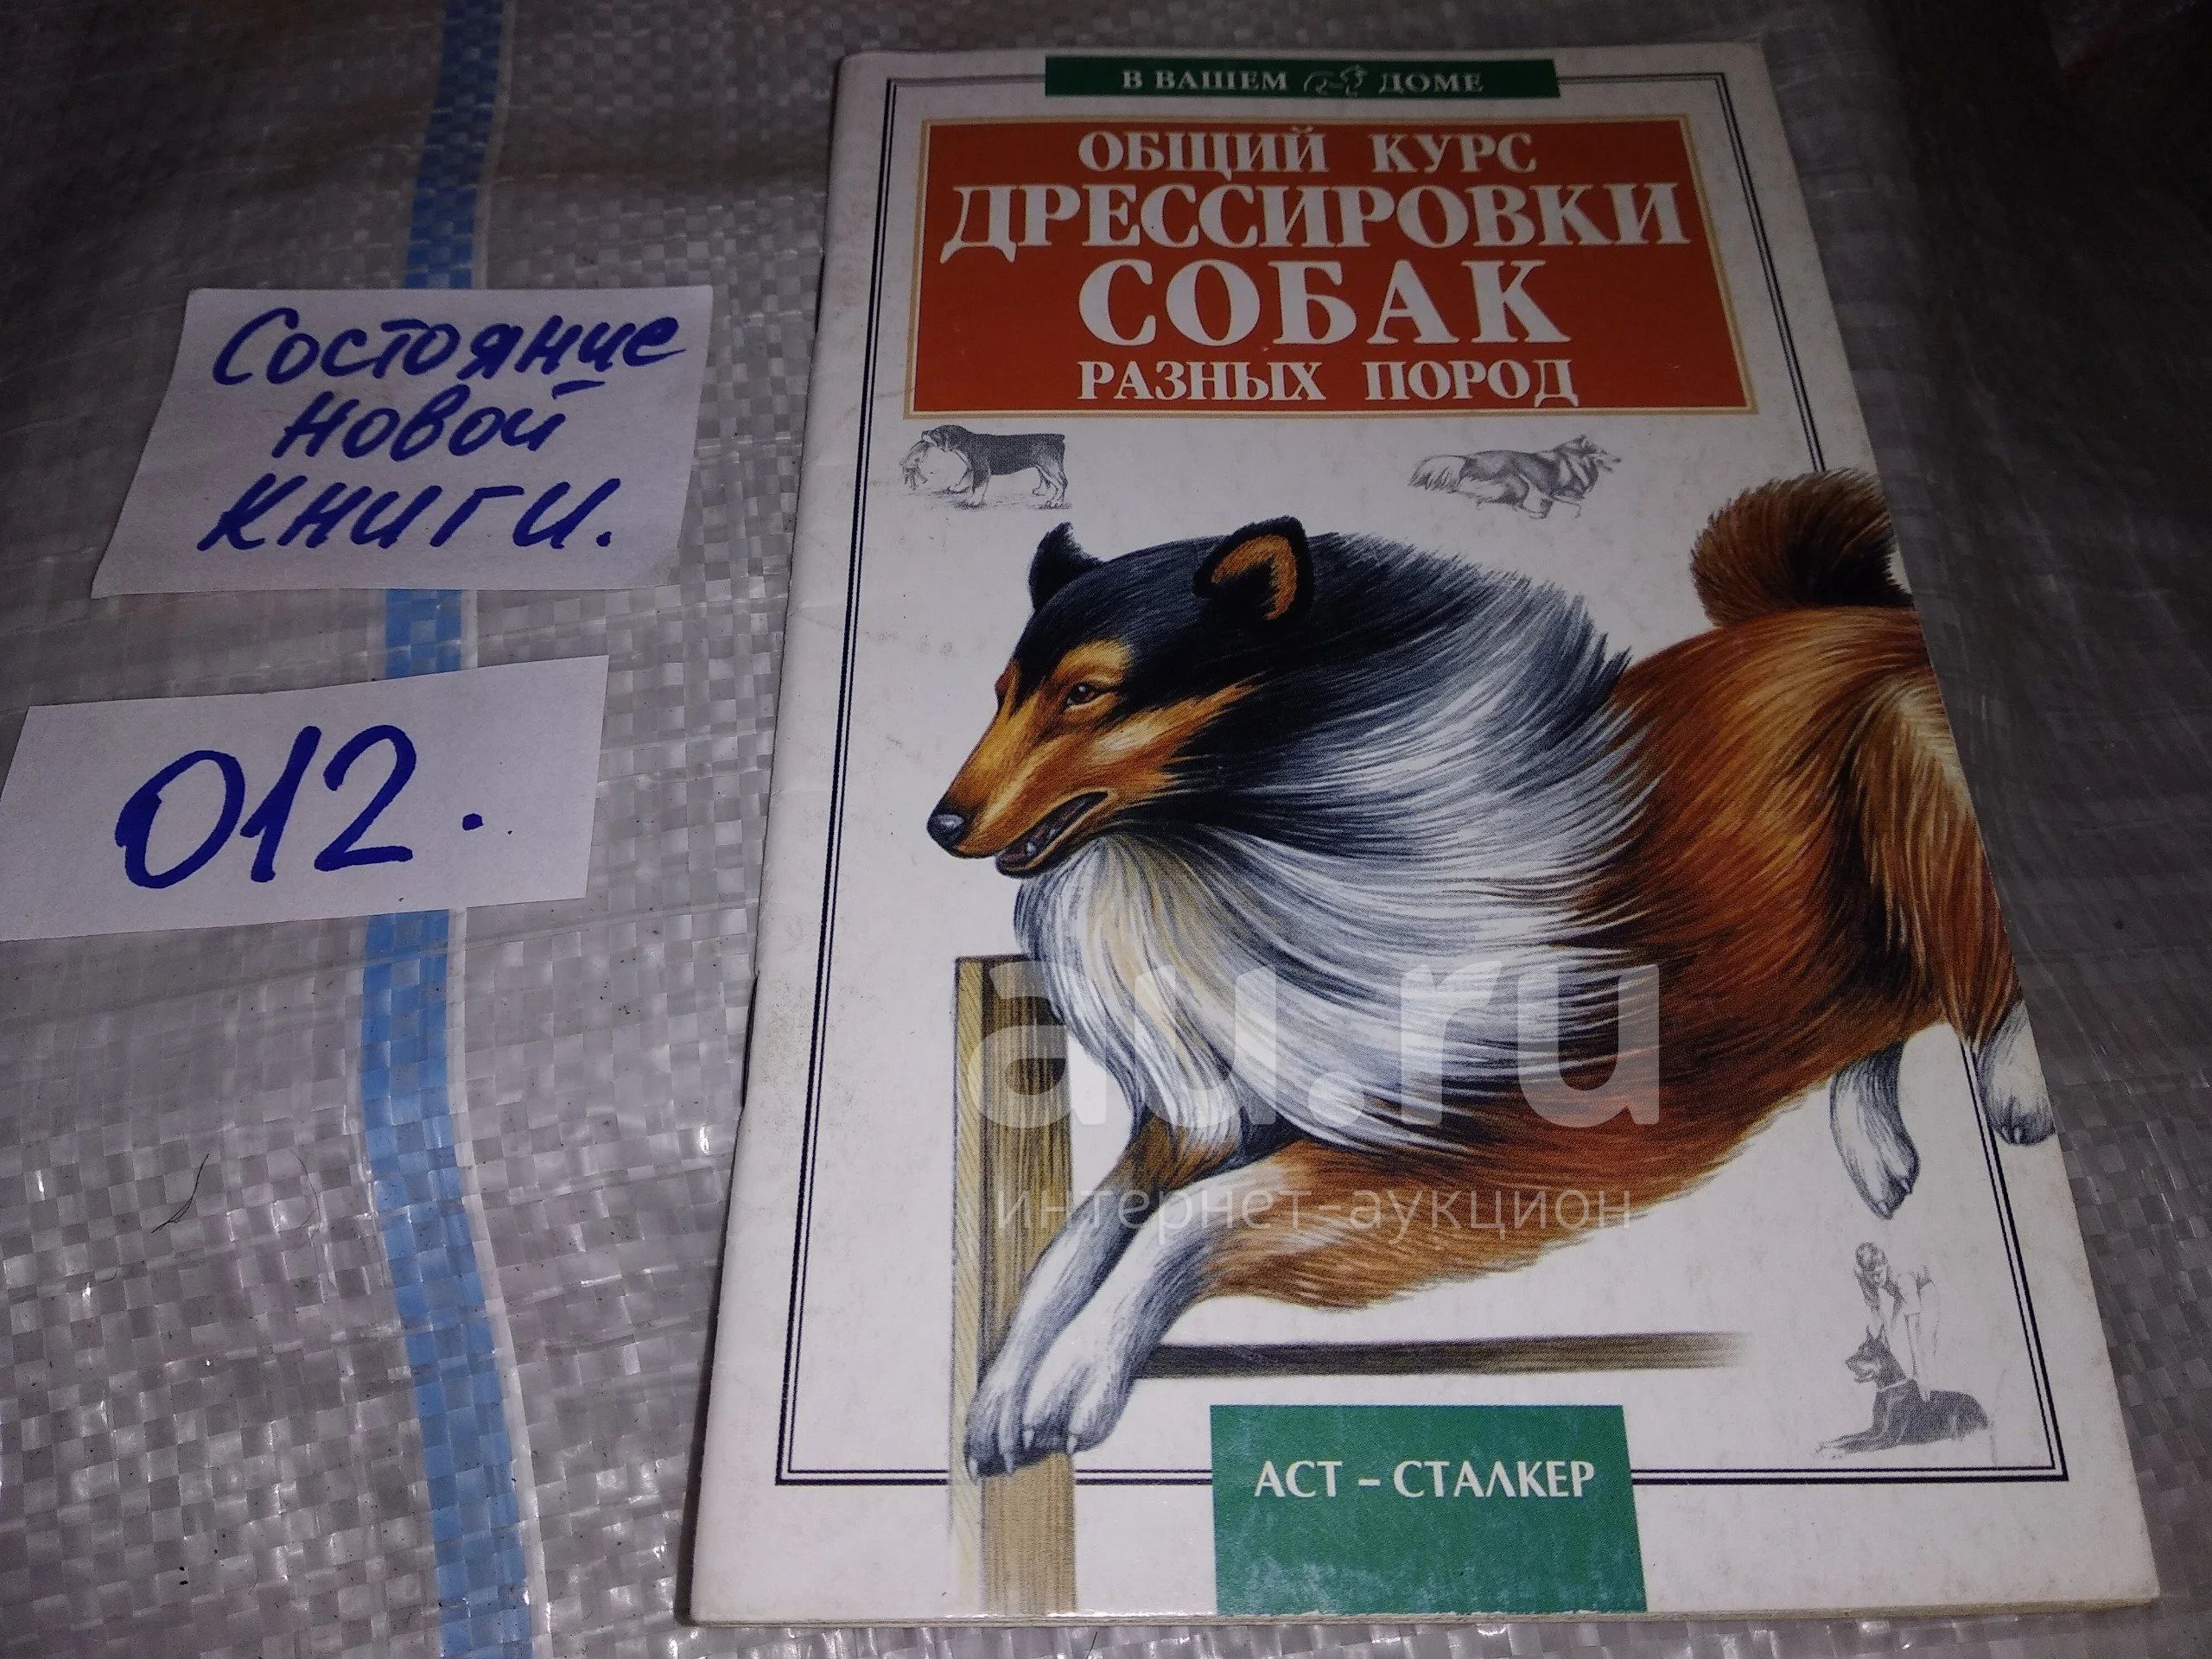 Состояние
новой
книги.
012.
В ВАШЕМ ДОМЕ
ОБЩИЙ КУРС
ДРЕССИРОВКИ
СОБАК
РАЗНЫХ ПОРОД
au.ru
интернет-аукцион
АСТ – СТАЛКЕР